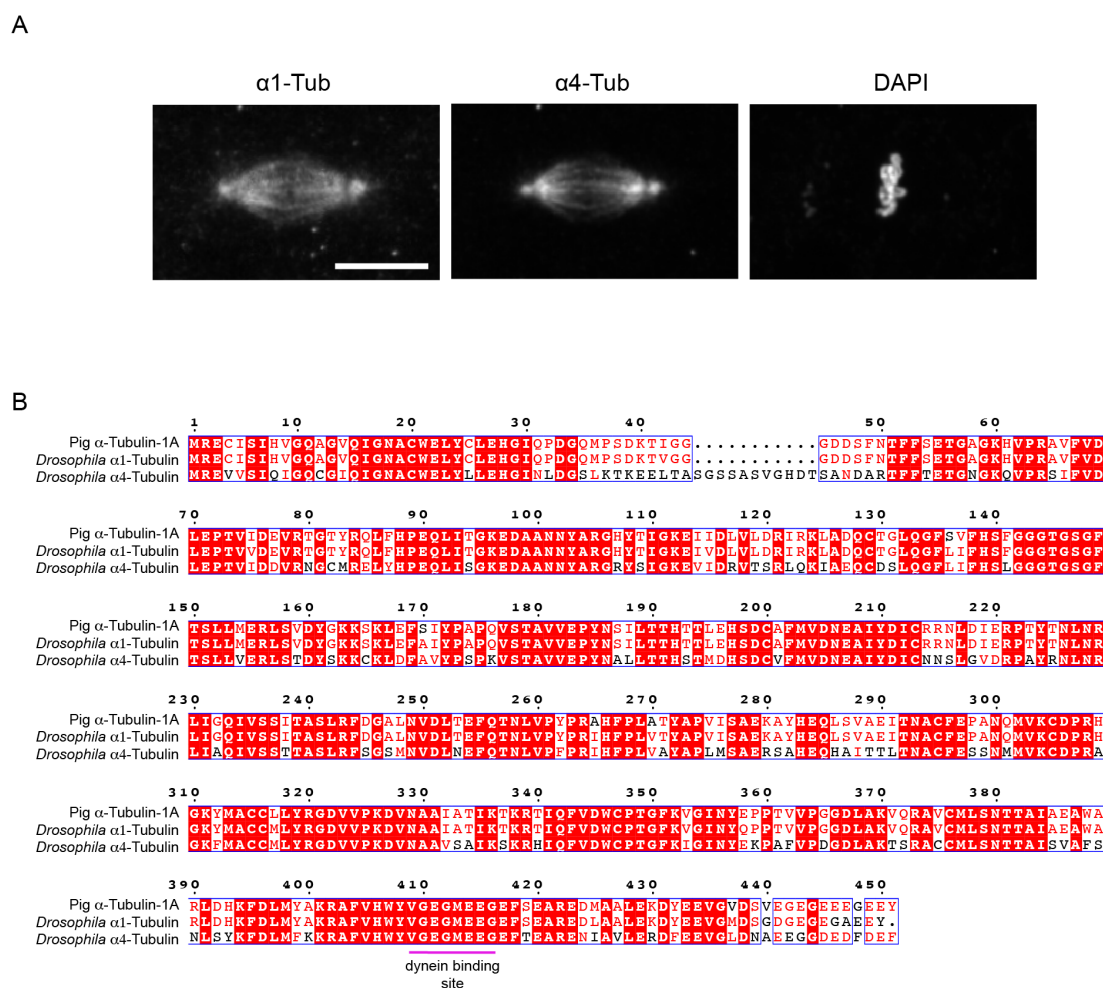 A
α1-Tub α4-Tub DAPI
B
1 10 20 30 40 50 60
Pig α-Tubulin-1A MRECISIHVGQAGVQIGNACWELYCLEHGIQPDGQMPSDKTIGG...........GDDSFNTFFSETGAGKHVPRAVFVD
Drosophila α1-Tubulin MRECISIHVGQAGVQIGNACWELYCLEHGIQPDGQMPSDKTVGG...........GDDSFNTFFSETGAGKHVPRAVFVD
Drosophila α4-Tubulin MREVVSIQIGQCGIQIGNACWELYLLEHGINLDGSLKTKEELTASGSSASVGHDTSANDARTFFTETGNGKQVPRSIFVD
70 80 90 100 110 120 130 140
Pig α-Tubulin-1A LEPTVIDEVRTGTYRQLFHPEQLITGKEDAANNYARGHYTIGKEIIDLVLDRIRKLADQCTGLQGFSVFHSFGGGTGSGF
Drosophila α1-Tubulin LEPTVVDEVRTGTYRQLFHPEQLITGKEDAANNYARGHYTIGKEIVDLVLDRIRKLADQCTGLQGFLIFHSFGGGTGSGF
Drosophila α4-Tubulin LEPTVIDDVRNGCMRELYHPEQLISGKEDAANNYARGRYSIGKEVIDRVTSRLQKIAEQCDSLQGFLIFHSLGGGTGSGF
150 160 170 180 190 200 210 220
Pig α-Tubulin-1A TSLLMERLSVDYGKKSKLEFSIYPAPQVSTAVVEPYNSILTTHTTLEHSDCAFMVDNEAIYDICRRNLDIERPTYTNLNR
Drosophila α1-Tubulin TSLLMERLSVDYGKKSKLEFAIYPAPQVSTAVVEPYNSILTTHTTLEHSDCAFMVDNEAIYDICRRNLDIERPTYTNLNR
Drosophila α4-Tubulin TSLLVERLSTDYSKKCKLDFAVYPSPKVSTAVVEPYNALLTTHSTMDHSDCVFMVDNEAIYDICNNSLGVDRPAYRNLNR
230 240 250 260 270 280 290 300
Pig α-Tubulin-1A LIGQIVSSITASLRFDGALNVDLTEFQTNLVPYPRAHFPLATYAPVISAEKAYHEQLSVAEITNACFEPANQMVKCDPRH
Drosophila α1-Tubulin LIGQIVSSITASLRFDGALNVDLTEFQTNLVPYPRIHFPLVTYAPVISAEKAYHEQLSVAEITNACFEPANQMVKCDPRH
Drosophila α4-Tubulin LIAQIVSSTTASLRFSGSMNVDLNEFQTNLVPFPRIHFPLVAYAPLMSAERSAHEQHAITTLTNACFESSNMMVKCDPRA
310 320 330 340 350 360 370 380
Pig α-Tubulin-1A GKYMACCLLYRGDVVPKDVNAAIATIKTKRTIQFVDWCPTGFKVGINYEPPTVVPGGDLAKVQRAVCMLSNTTAIAEAWA
Drosophila α1-Tubulin GKYMACCMLYRGDVVPKDVNAAIATIKTKRTIQFVDWCPTGFKVGINYQPPTVVPGGDLAKVQRAVCMLSNTTAIAEAWA
Drosophila α4-Tubulin GKFMACCMLYRGDVVPKDVNAAVSAIKSKRHIQFVDWCPTGFKIGINYEKPAFVPDGDLAKTSRACCMLSNTTAISVAFS
390 400 410 420 430 440 450
Pig α-Tubulin-1A RLDHKFDLMYAKRAFVHWYVGEGMEEGEFSEAREDMAALEKDYEEVGVDSVEGEGEEEGEEY
Drosophila α1-Tubulin RLDHKFDLMYAKRAFVHWYVGEGMEEGEFSEAREDLAALEKDYEEVGMDSGDGEGEGAEEY.
Drosophila α4-Tubulin NLSYKFDLMFKKRAFVHWYVGEGMEEGEFTEARENIAVLERDFEEVGLDNAEEGGDEDFDEF
dynein binding
site